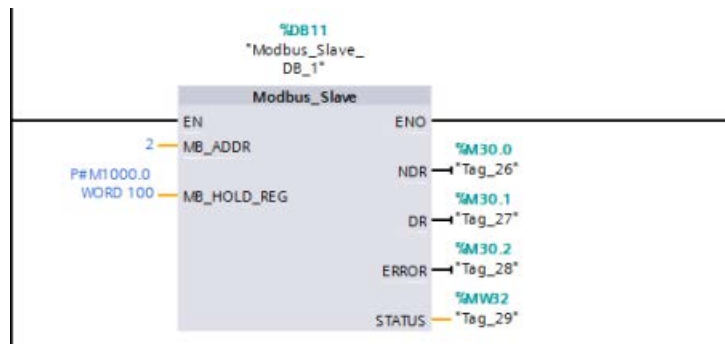 %DB11
"Modbus_Slave_
DB_1"
Modbus_Slave
EN ENO
2 MB_ADDR
%M30.0
NDR "Tag_26"
P#M1000.0
WORD 100 MB_HOLD_REG
%M30.1
DR "Tag_27"
%M30.2
ERROR "Tag_28"
%MW32
STATUS "Tag_29"